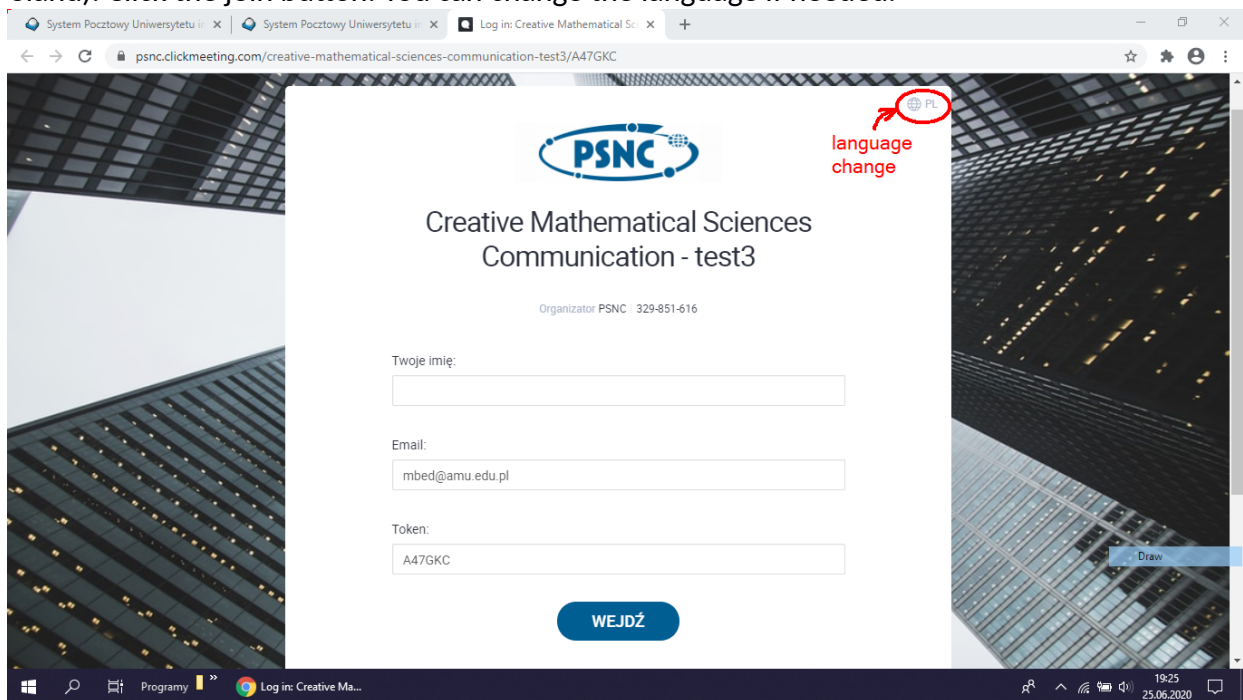 click the join button. You can change the language if needed.
System Pocztowy Uniwersytetu in
System Pocztowy Uniwersytetu in
Log in: Creative Mathematical Sc
psnc.clickmeeting.com/creative-mathematical-sciences-communication-test3/A47GKC
PL
language
change
PSNC
Creative Mathematical Sciences
Communication - test3
Organizator PSNC 329-851-616
Twoje imię:
Email:
mbed@amu.edu.pl
Token:
A47GKC
Draw
WEJDŹ
Programy
Log in: Creative Ma...
19:25
25.06.2020